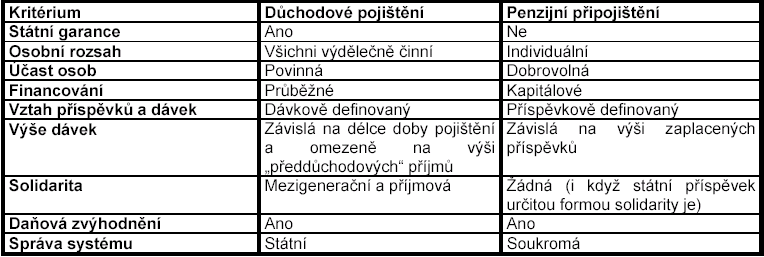 Kritérium Důchodové pojištění Penzijní připojištění
Státní garance Ano Ne
Osobní rozsah Všichni výdělečně činní Individuální
Účast osob Povinná Dobrovolná
Financování Průběžné Kapitálové
Vztah příspěvků a dávek Dávkově definovaný Příspěvkově definovaný
Výše dávek Závislá na délce doby pojištění Závislá na výši zaplacených
a omezeně na výši příspěvků
„předdůchodových“ příjmů
Solidarita Mezigenerační a příjmová Žádná (i když státní příspěvek
určitou formou solidarity je)
Daňová zvýhodnění Ano Ano
Správa systému Státní Soukromá